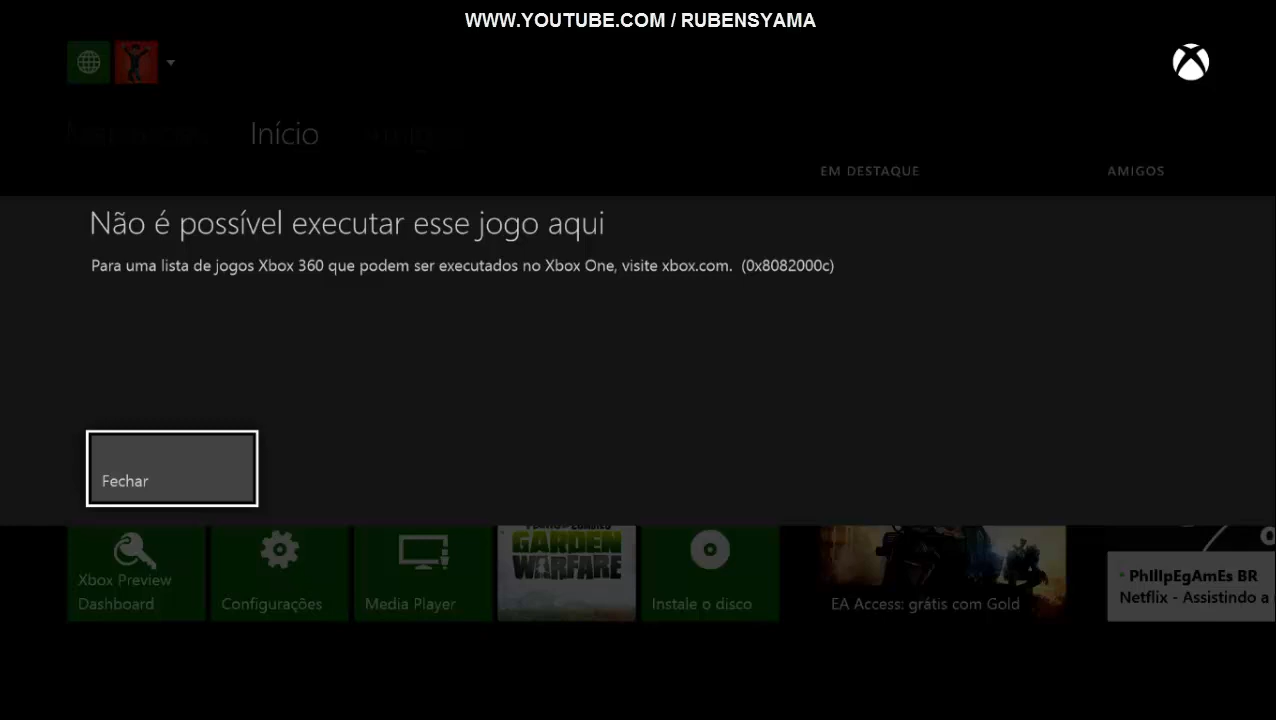 WWW.YOUTUBE.COM / RUBENSYAMA
Início
EM DESTAQUE
AMIGOS
Não é possível executar esse jogo aqui
Para uma lista de jogos Xbox 360 que podem ser executados no Xbox One, visite xbox.com. (0x8082000c)
Fechar
Xbox Preview
Dashboard
Configurações
Media Player
GARDEN
WARFARE
Instale o disco
EA Access: grátis com Gold
PhIlIpEgAmEs BR
Netflix - Assistindo a